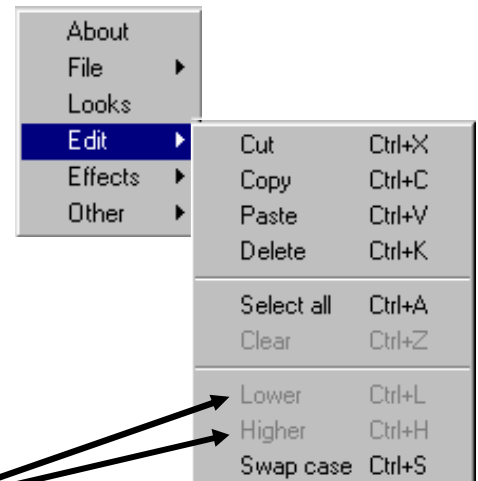 About
File
Looks
Edit
Effects
Other
Cut Ctrl+X
Copy Ctrl+C
Paste Ctrl+V
Delete Ctrl+K
Select all Ctrl+A
Clear Ctrl+Z
Lower Ctrl+L
Higher Ctrl+H
Swap case Ctrl+S